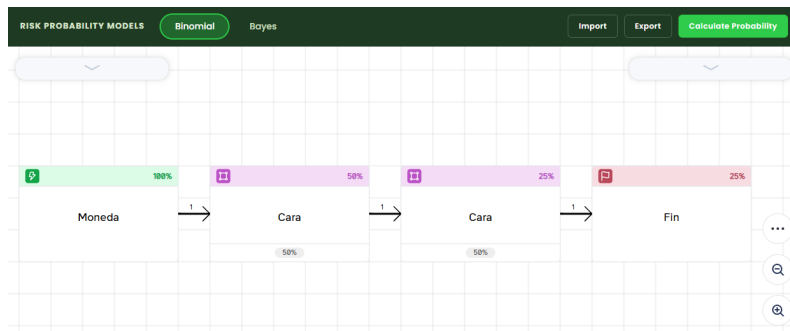 RISK PROBABILITY MODELS Binomial Bayes Import Export Calculate Probability
100% 50% 25% 25%
Moneda 1 Cara 1 Cara 1 Fin
50% 50%